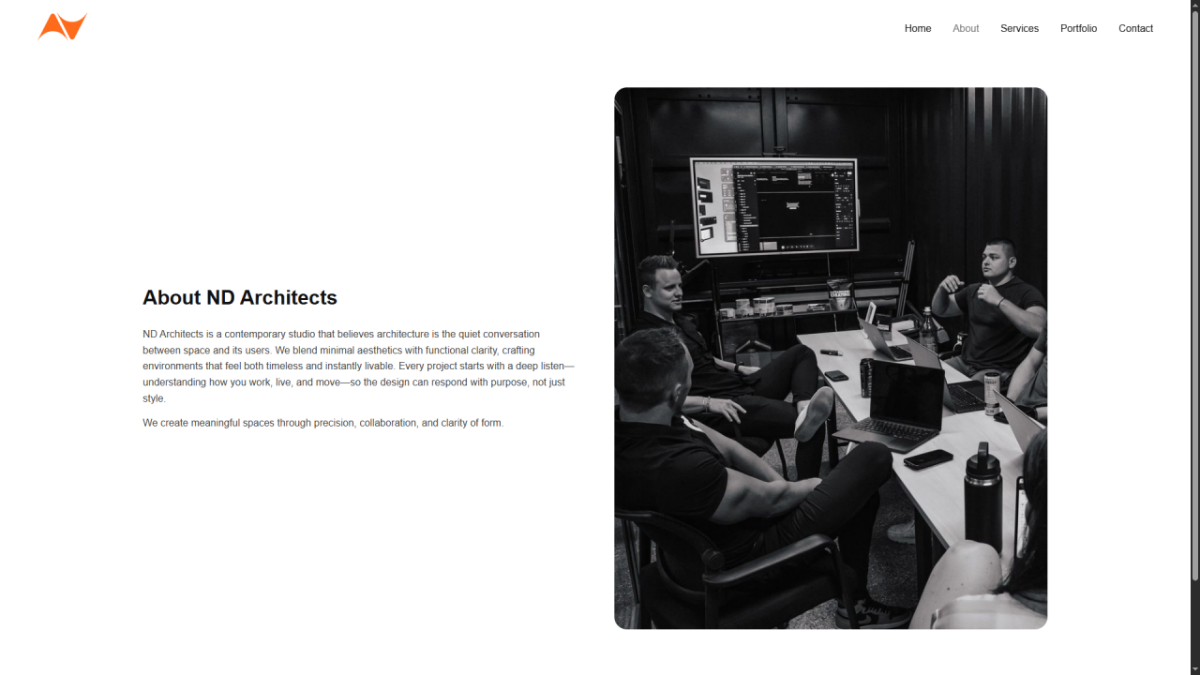 Home About Services Portfolio Contact
About ND Architects
ND Architects is a contemporary studio that believes architecture is the quiet conversation
between space and its users. We blend minimal aesthetics with functional clarity, crafting
environments that feel both timeless and instantly livable. Every project starts with a deep listen—
understanding how you work, live, and move—so the design can respond with purpose, not just
style.
We create meaningful spaces through precision, collaboration, and clarity of form.